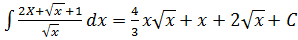 ∫ (2X+√x+1)/√x dx = 4/3 x√x + x + 2√x + C